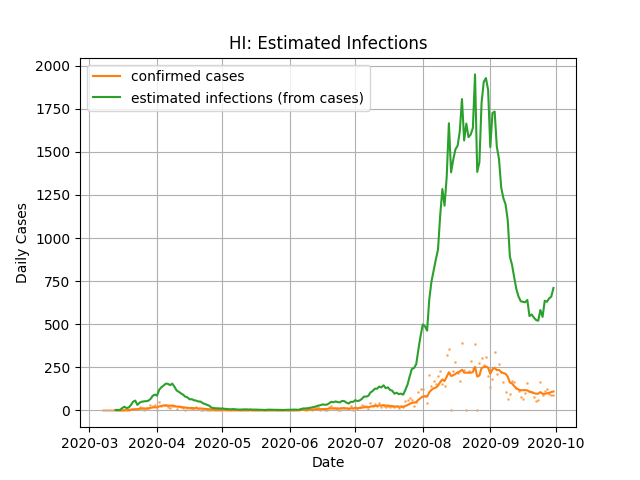 HI: Estimated Infections
confirmed cases
estimated infections (from cases)
Daily Cases
2000
1750
1500
1250
1000
750
500
250
0
2020-03 2020-04 2020-05 2020-06 2020-07 2020-08 2020-09 2020-10
Date